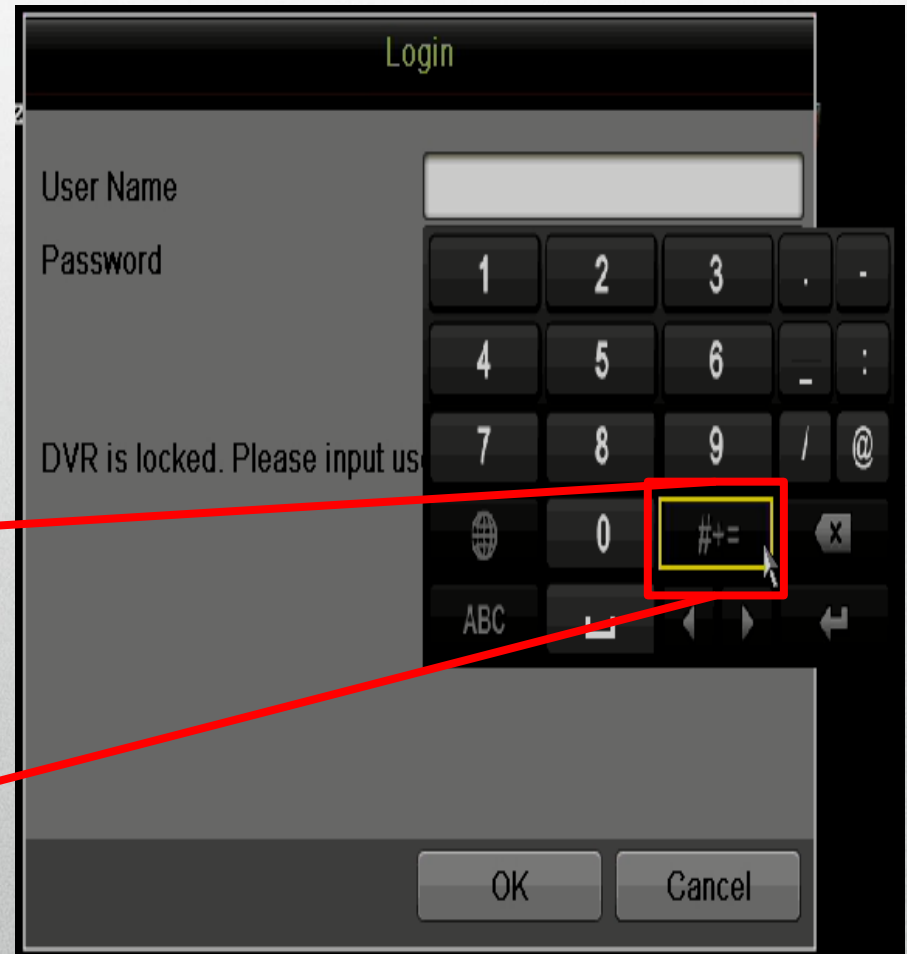 Login
User Name
Password
1 2 3 . -
4 5 6 _ :
DVR is locked. Please input us
7 8 9 / @
0 #+=
ABC
OK Cancel